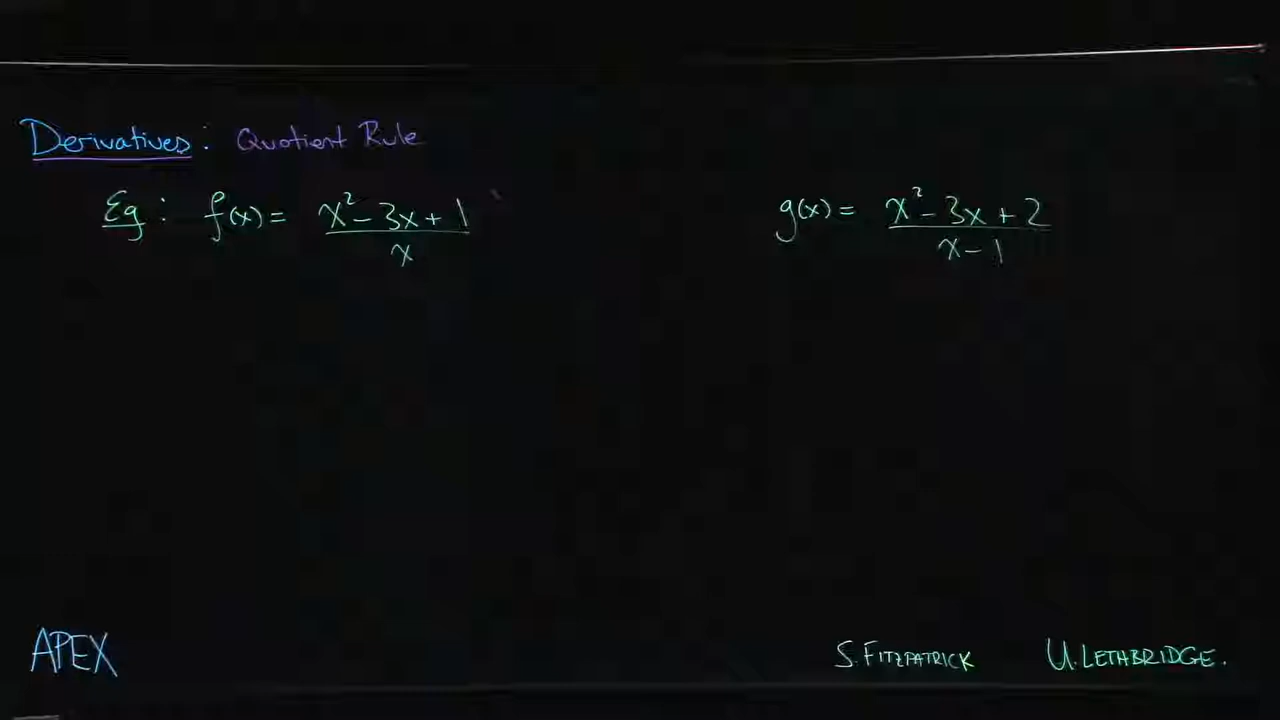 Derivatives: Quotient Rule
Eg: f(x) = (x² - 3x + 1)/x
g(x) = (x² - 3x + 2)/(x - 1)
APEX
S. FITZPATRICK U. LETHBRIDGE.